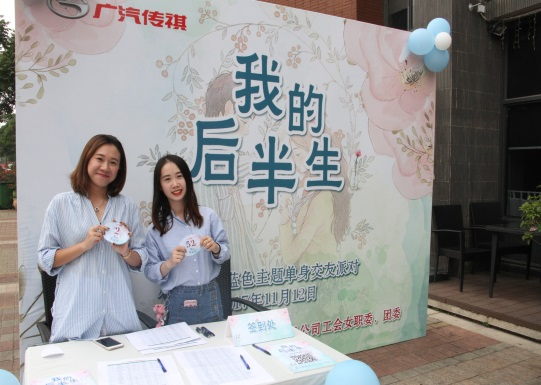 广汽传祺
我的
后半生
蓝色主题单身交友派对
年11月12日
公司工会女职委、团委
2
52
签到处